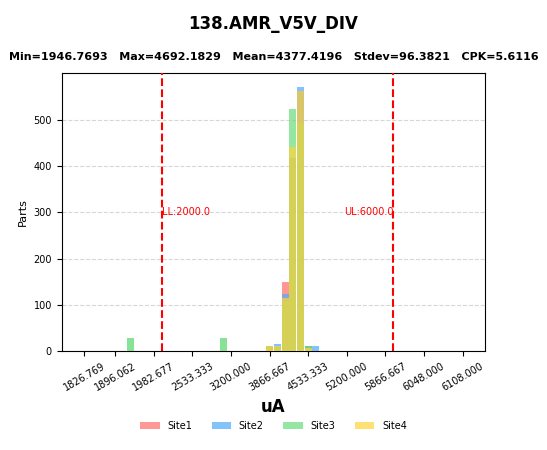 138.AMR_V5V_DIV
Min=1946.7693 Max=4692.1829 Mean=4377.4196 Stdev=96.3821 CPK=5.6116
500
400
300
200
100
0
Parts
LL:2000.0
UL:6000.0
1826.769 1896.062 1982.677 2533.333 3200.000 3866.667 4533.333 5200.000 5866.667 6048.000 6108.000
uA
Site1 Site2 Site3 Site4